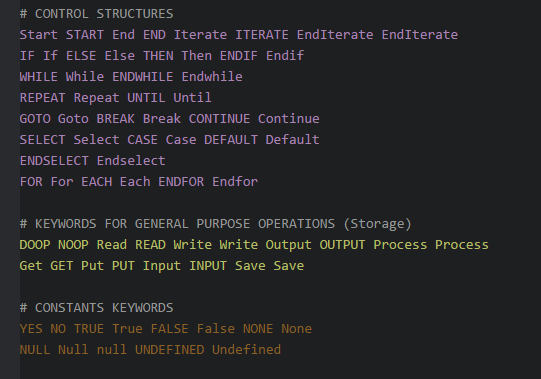 # CONTROL STRUCTURES
Start START End END Iterate ITERATE EndIterate EndIterate
IF If ELSE Else THEN Then ENDIF Endif
WHILE While ENDWHILE Endwhile
REPEAT Repeat UNTIL Until
GOTO Goto BREAK Break CONTINUE Continue
SELECT Select CASE Case DEFAULT Default
ENDSELECT Endselect
FOR For EACH Each ENDFOR Endfor
# KEYWORDS FOR GENERAL PURPOSE OPERATIONS (Storage)
DOOP NOOP Read READ Write Write Output OUTPUT Process Process
Get GET Put PUT Input INPUT Save Save
# CONSTANTS KEYWORDS
YES NO TRUE True FALSE False NONE None
NULL Null null UNDEFINED Undefined